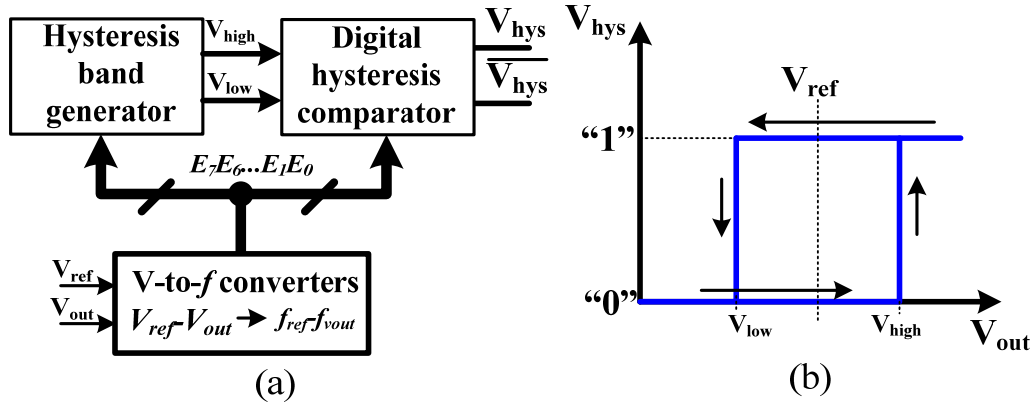 Hysteresis
band
generator
V_high
V_low
Digital
hysteresis
comparator
V_hys
V̅_hys
E₇E₆...E₁E₀
V_ref
V_out
V-to-f converters
V_ref-V_out → f_ref-f_vout
(a)
V_hys
V_ref
“1”
“0”
V_low
V_high
V_out
(b)